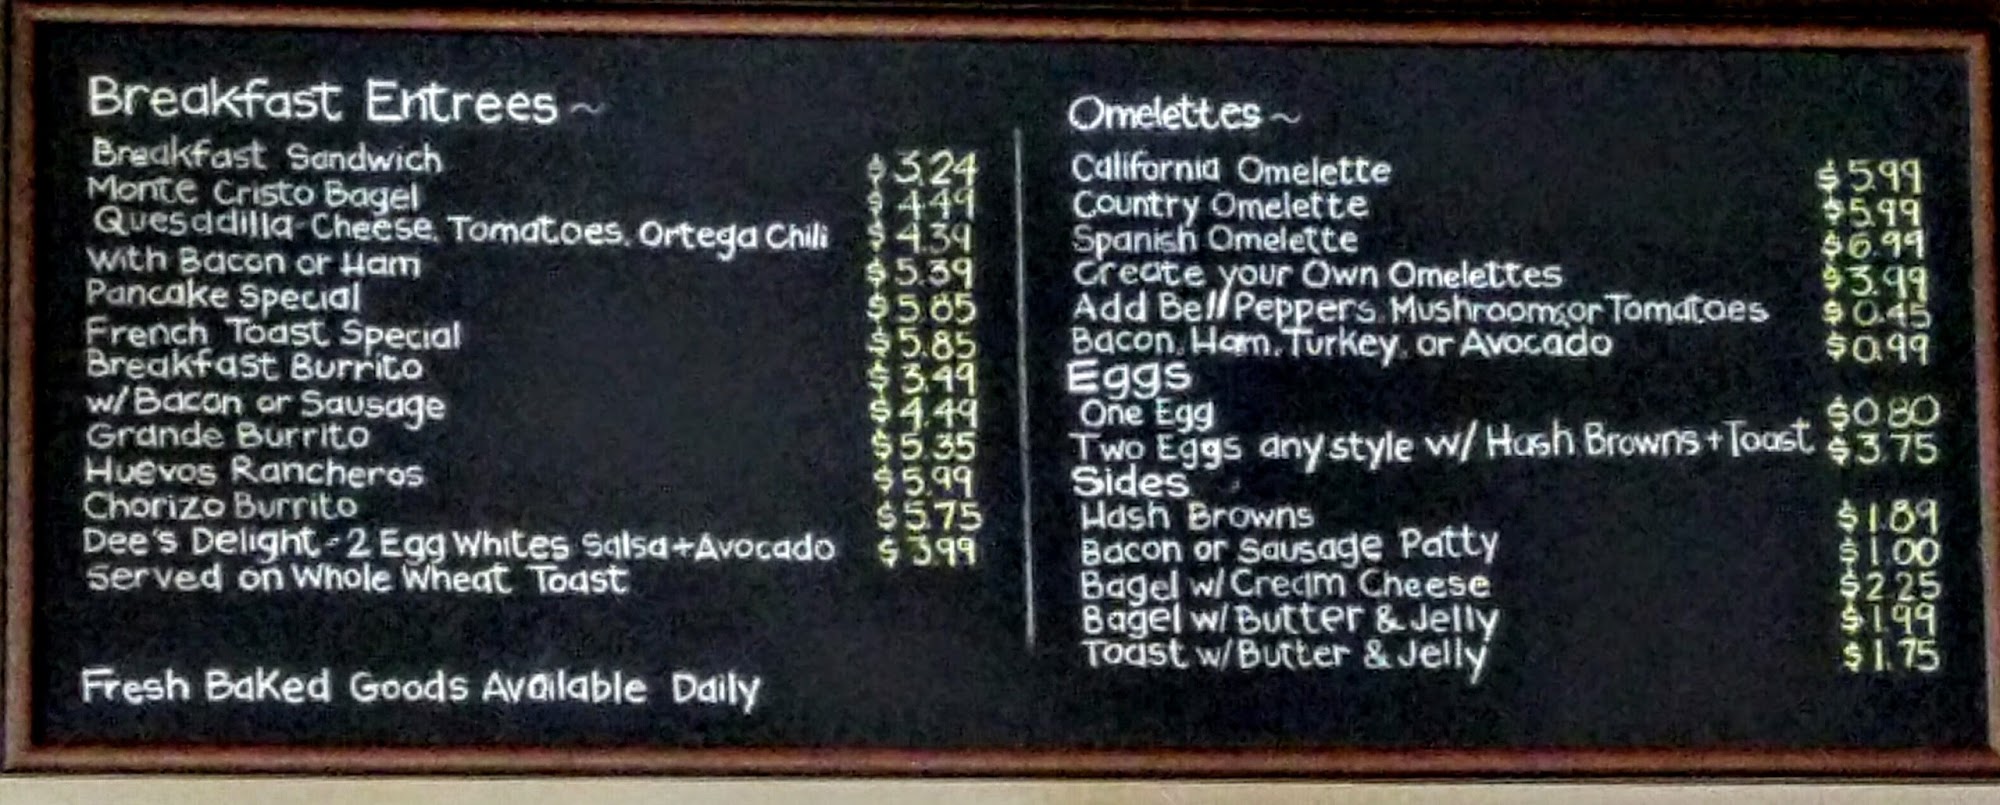 Breakfast Entrees ~
Breakfast Sandwich $3.24
Monte Cristo Bagel $4.49
Quesddilla-Cheese, Tomatoes, Ortega Chili $4.39
With Bacon or Ham $5.39
Pancake Special $5.85
French Toast Special $5.85
Breakfast Burrito $3.49
w/Bacon or Sausage $4.49
Grande Burrito $5.35
Huevos Rancheros $5.99
Chorizo Burrito $5.75
Dee's Delight-2 Egg Whites Salsa+Avocado $3.99
Served on Whole Wheat Toast
Fresh Baked Goods Available Daily
Omelettes ~
California Omelette $5.99
Country Omelette $5.99
Spanish Omelette $6.99
Create your Own Omelettes $3.99
Add Bell Peppers, Mushrooms,or Tomatoes $0.45
Bacon, Ham, Turkey, or Avocado $0.99
Eggs
One Egg $0.80
Two Eggs any style w/ Hash Browns+Toast $3.75
Sides
Hash Browns $1.89
Bacon or Sausage Patty $1.00
Bagel w/Cream Cheese $2.25
Bagel w/Butter & Jelly $1.99
Toast w/Butter & Jelly $1.75